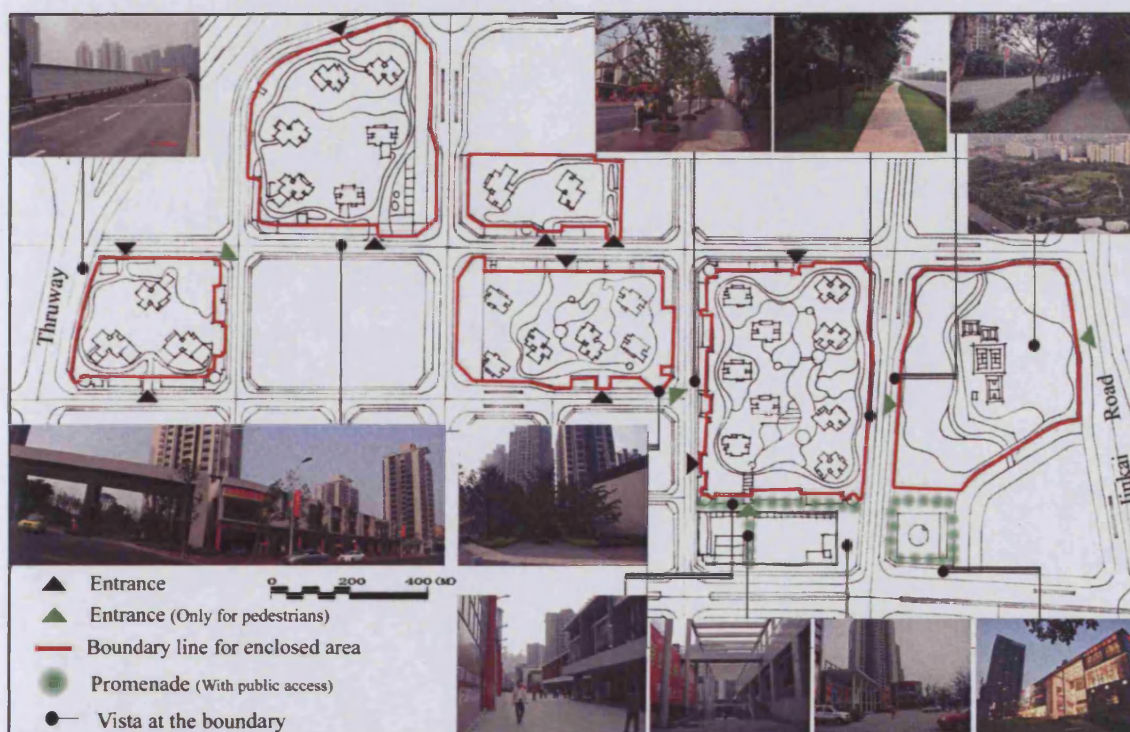 Thruway
Jinkai Road
Entrance
0 200 400
Entrance (Only for pedestrians)
Boundary line for enclosed area
Promenade (With public access)
Vista at the boundary